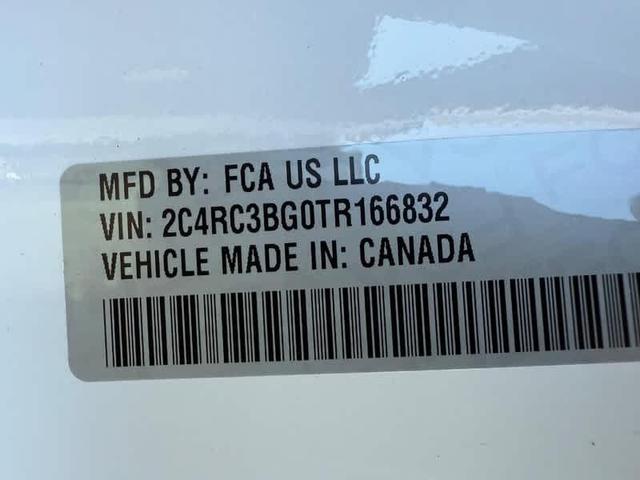 MFD BY: FCA US LLC
VIN: 2C4RC3BG0TR166832
VEHICLE MADE IN: CANADA